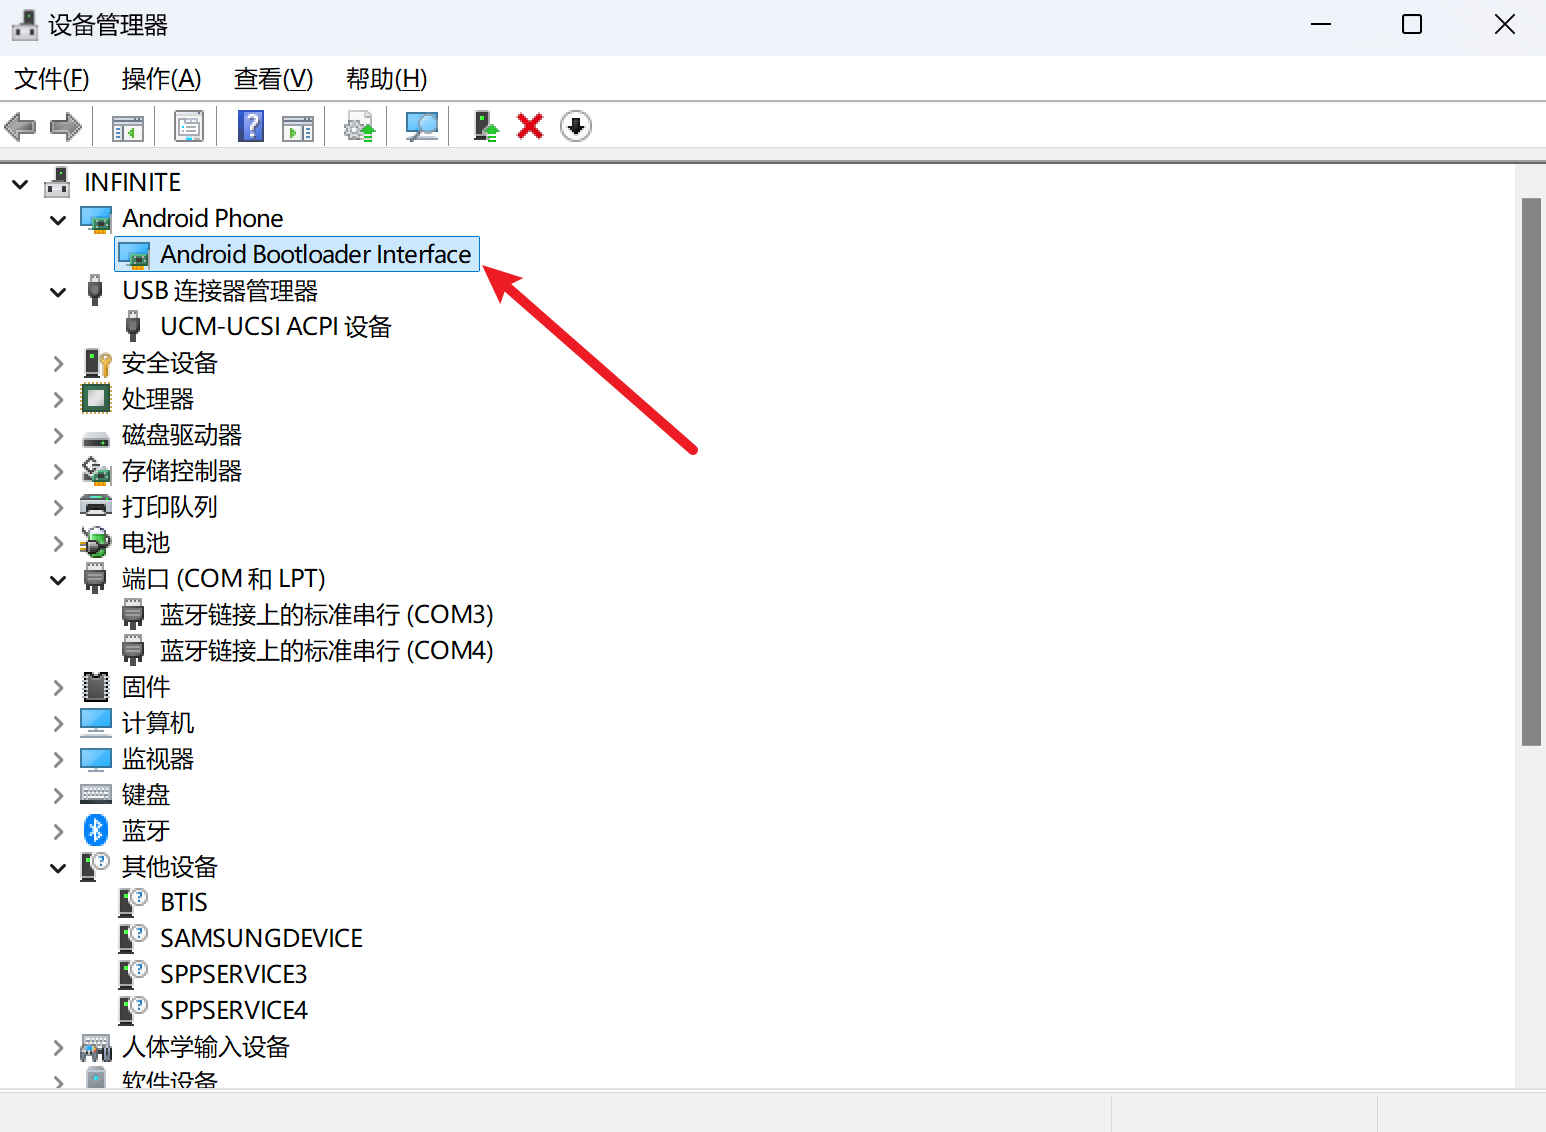 设备管理器
文件(F) 操作(A) 查看(V) 帮助(H)
INFINITE
Android Phone
Android Bootloader Interface
USB 连接器管理器
UCM-UCSI ACPI 设备
安全设备
处理器
磁盘驱动器
存储控制器
打印队列
电池
端口 (COM 和 LPT)
蓝牙链接上的标准串行 (COM3)
蓝牙链接上的标准串行 (COM4)
固件
计算机
监视器
键盘
蓝牙
其他设备
BTIS
SAMSUNGDEVICE
SPPSERVICE3
SPPSERVICE4
人体学输入设备
软件设备